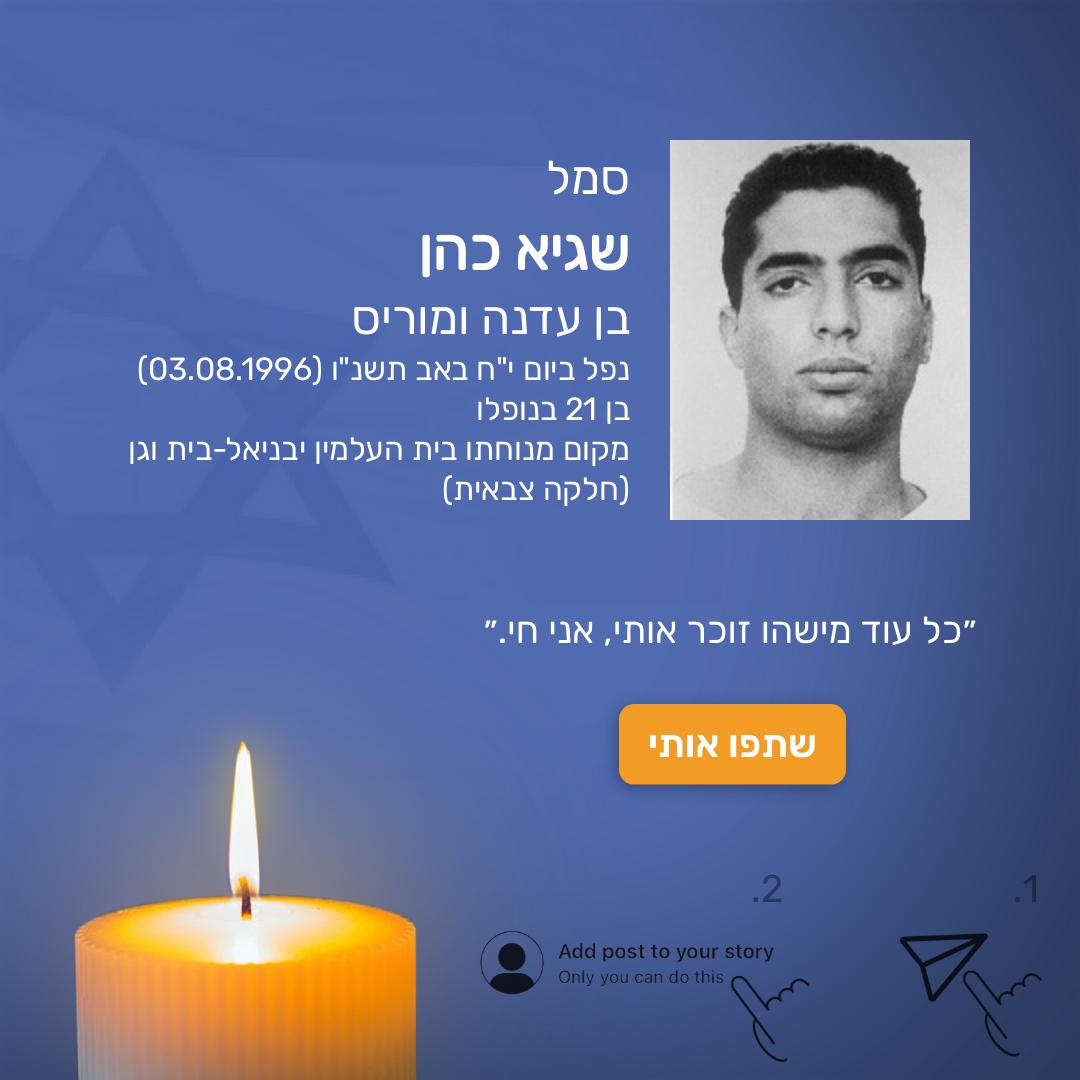 סמל
שגיא כהן
בן עדנה ומוריס
נפל ביום י"ח באב תשנ"ו (03.08.1996)
בן 21 בנופלו
מקום מנוחתו בית העלמין יבניאל-בית וגן
(חלקה צבאית)
״כל עוד מישהו זוכר אותי, אני חי.״
שתפו אותי
.1
.2
Add post to your story
Only you can do this